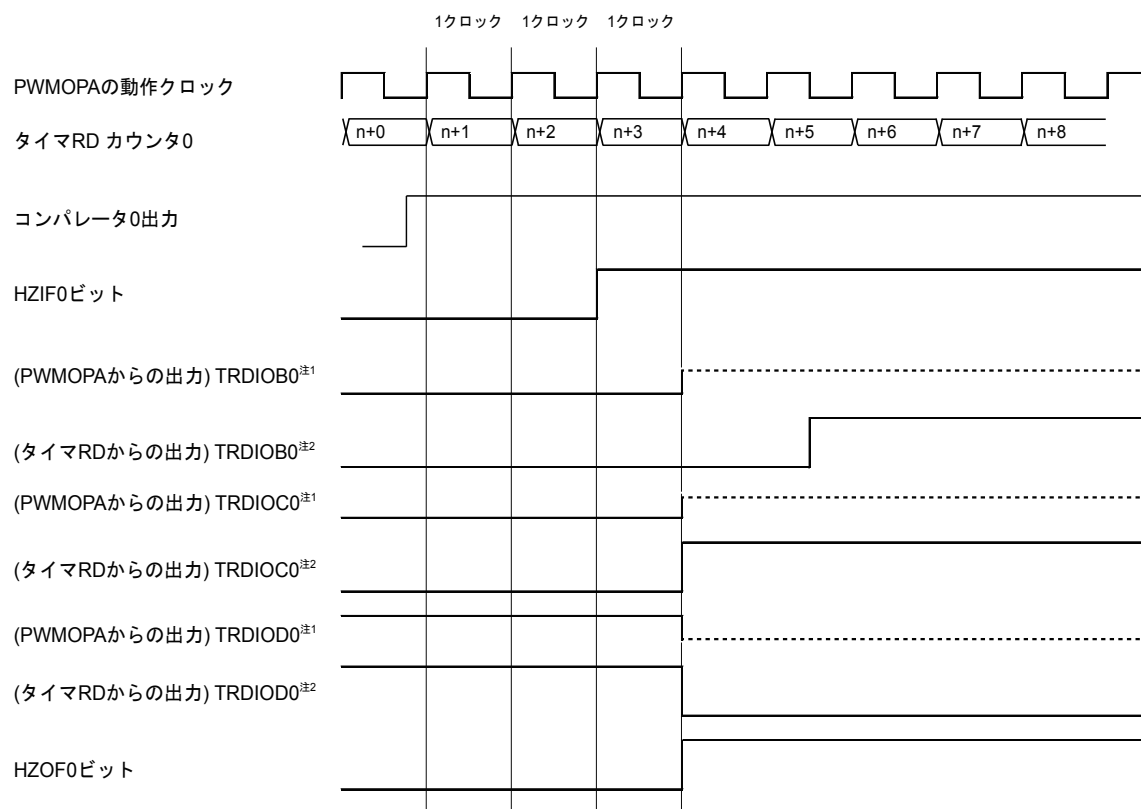 1クロック 1クロック 1クロック
PWMOPAの動作クロック
タイマRD カウンタ0 n+0 n+1 n+2 n+3 n+4 n+5 n+6 n+7 n+8
コンパレータ0出力
HZIF0ビット
(PWMOPAからの出力) TRDIOB0注1
(タイマRDからの出力) TRDIOB0注2
(PWMOPAからの出力) TRDIOC0注1
(タイマRDからの出力) TRDIOC0注2
(PWMOPAからの出力) TRDIOD0注1
(タイマRDからの出力) TRDIOD0注2
HZOF0ビット